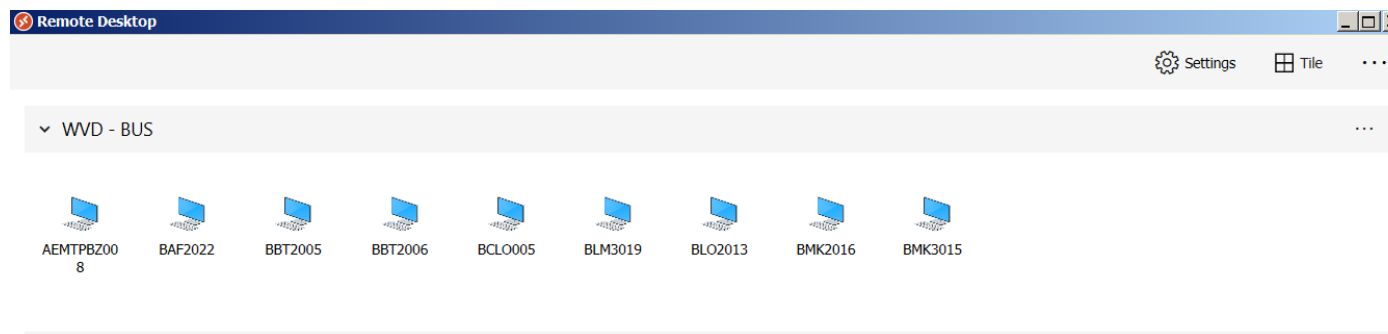 Remote Desktop
Settings Tile ...
WVD - BUS ...
AEMTPBZ00 BAF2022 BBT2005 BBT2006 BCLO005 BLM3019 BLO2013 BMK2016 BMK3015
8